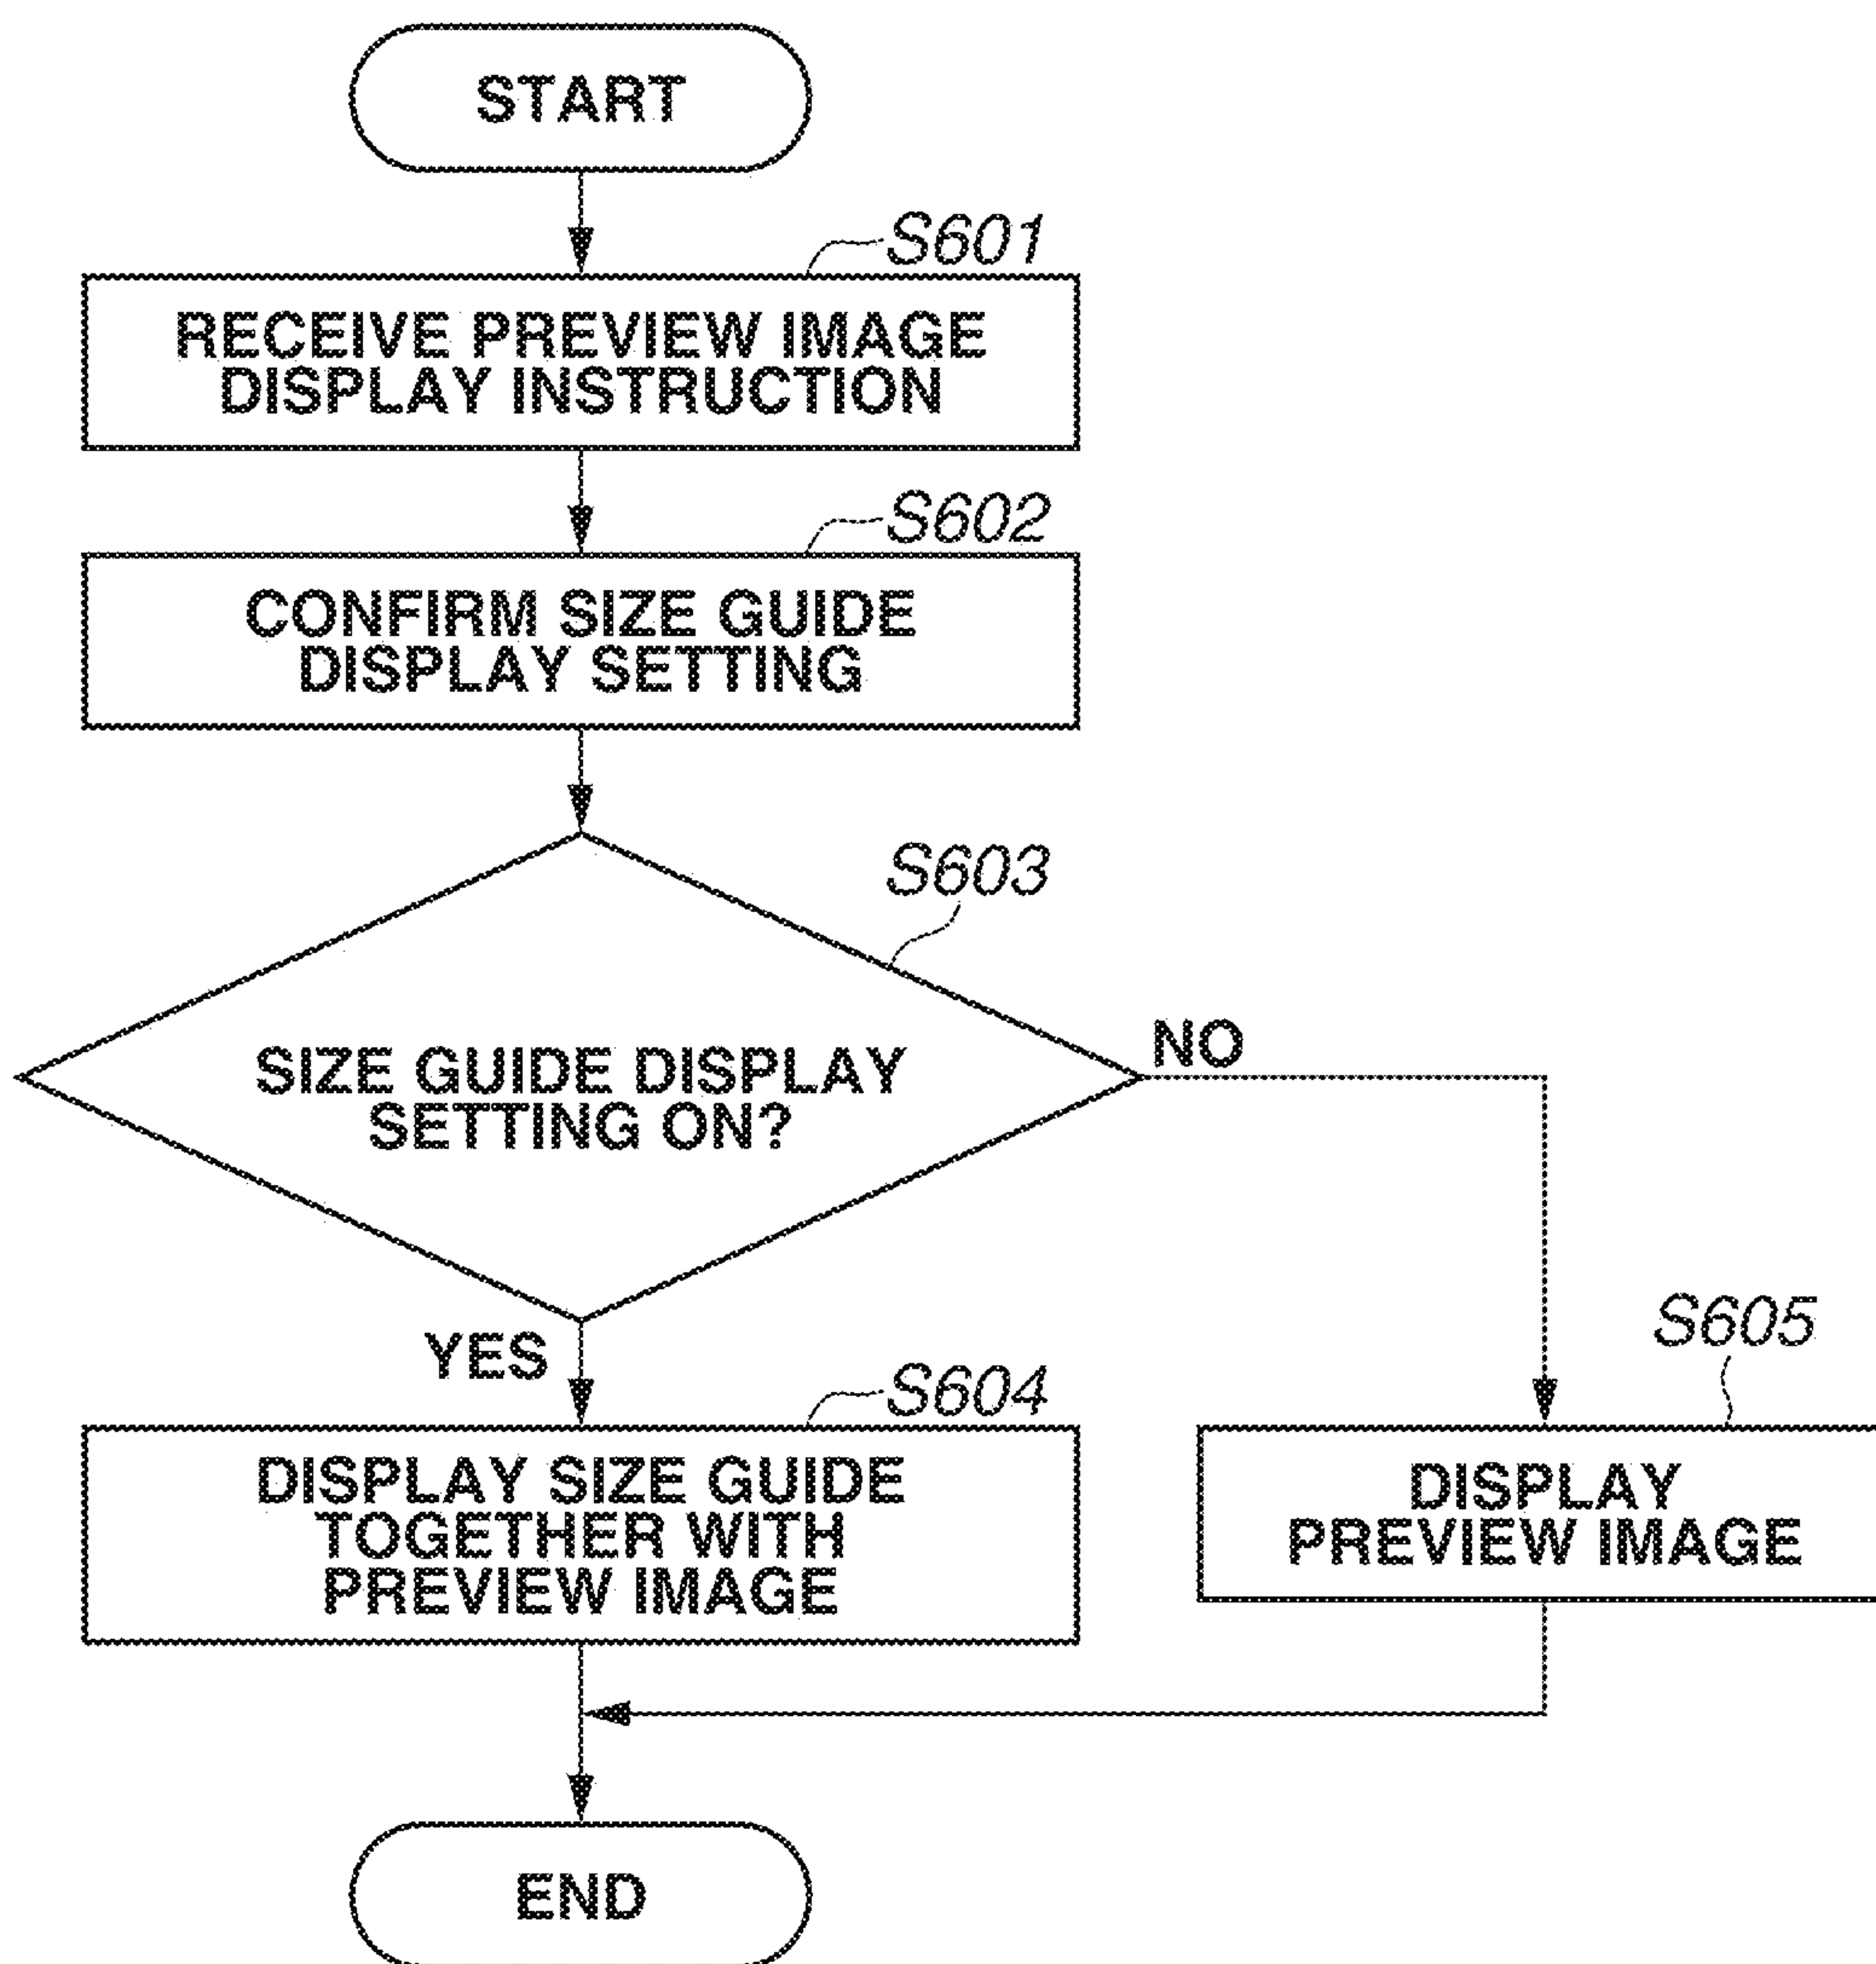 START
S601
RECEIVE PREVIEW IMAGE
DISPLAY INSTRUCTION
S602
CONFIRM SIZE GUIDE
DISPLAY SETTING
S603
SIZE GUIDE DISPLAY
SETTING ON?
NO
YES
S604
DISPLAY SIZE GUIDE
TOGETHER WITH
PREVIEW IMAGE
S605
DISPLAY
PREVIEW IMAGE
END